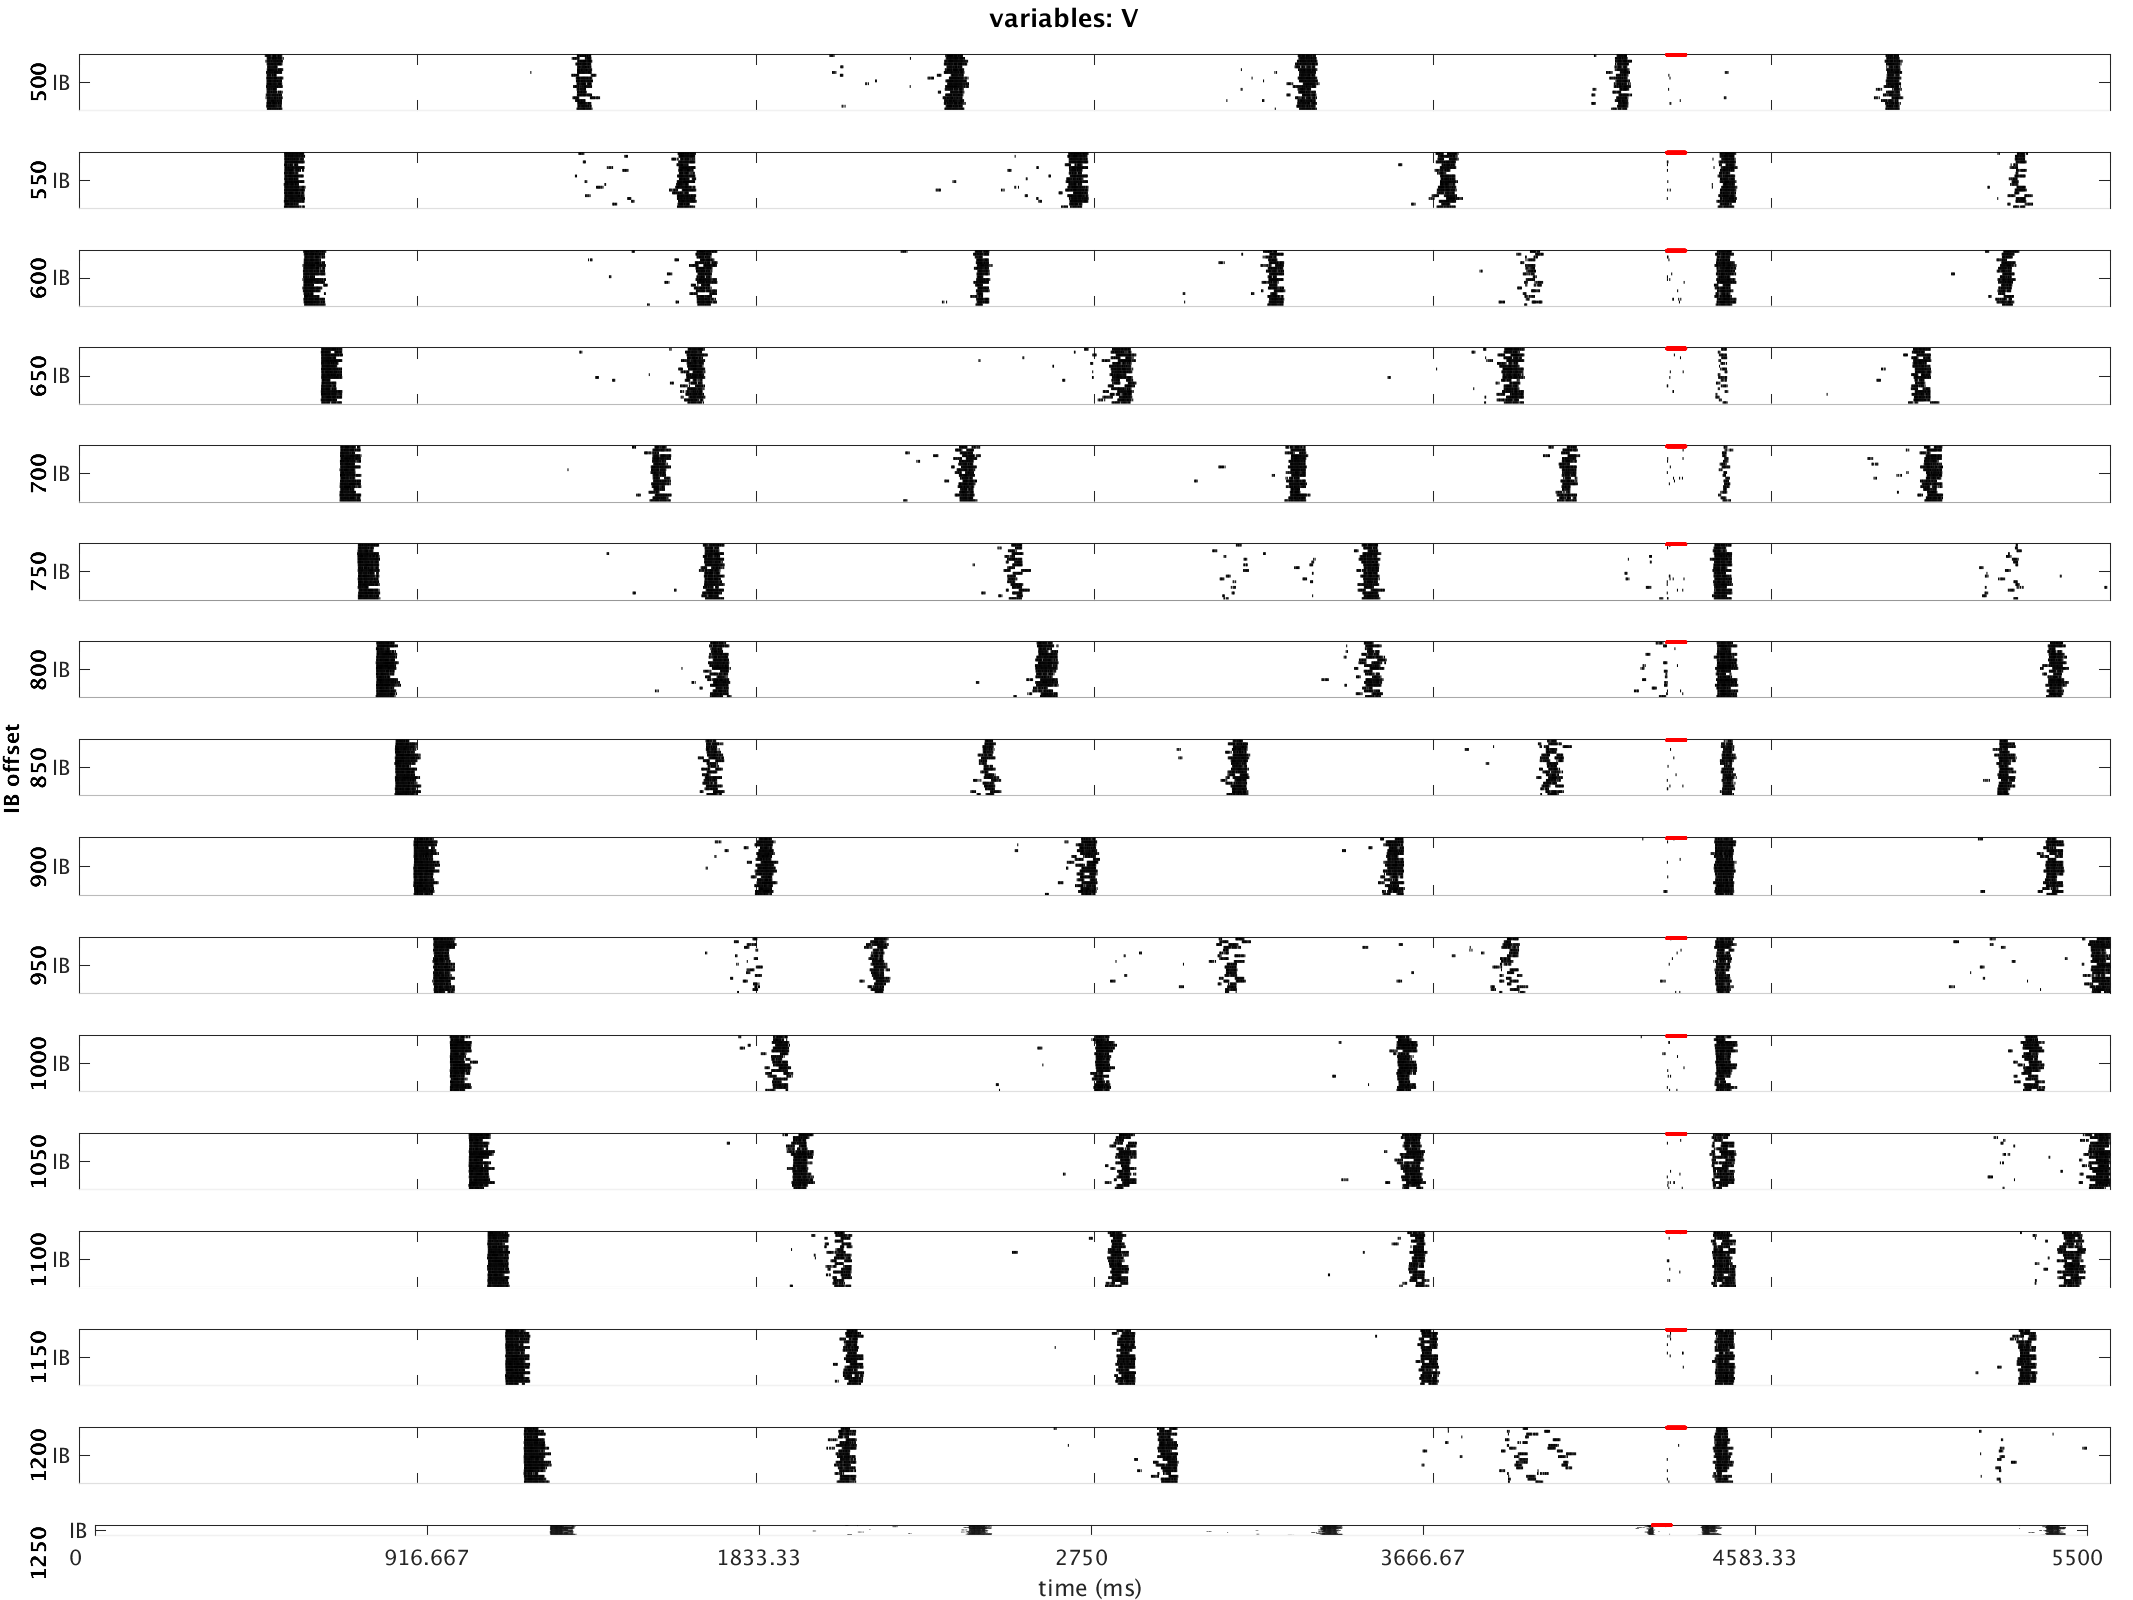 variables: V
500 IB
550 IB
600 IB
650 IB
700 IB
750 IB
800 IB
IB offset
850 IB
900 IB
950 IB
1000 IB
1050 IB
1100 IB
1150 IB
1200 IB
1250 IB
0 916.667 1833.33 2750 3666.67 4583.33 5500
time (ms)